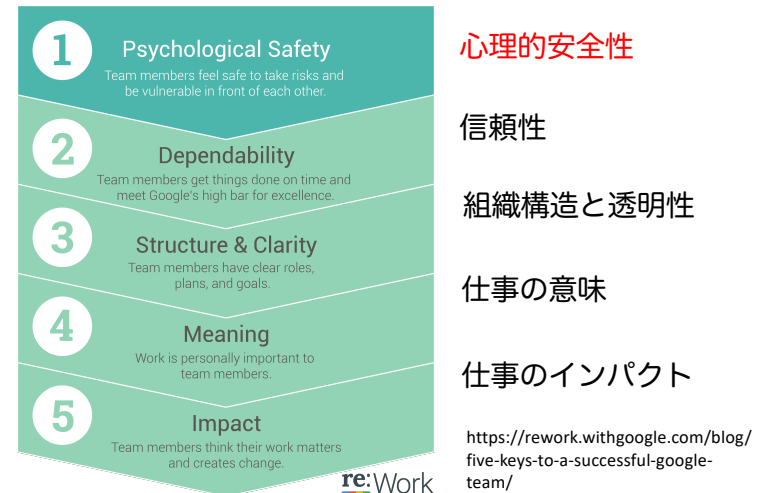 1
Psychological Safety
Team members feel safe to take risks and
be vulnerable in front of each other.
心理的安全性
2
Dependability
Team members get things done on time and
meet Google's high bar for excellence.
信頼性
3
Structure & Clarity
Team members have clear roles,
plans, and goals.
組織構造と透明性
4
Meaning
Work is personally important to
team members.
仕事の意味
5
Impact
Team members think their work matters
and creates change.
仕事のインパクト
re:Work
https://rework.withgoogle.com/blog/
five-keys-to-a-successful-google-
team/